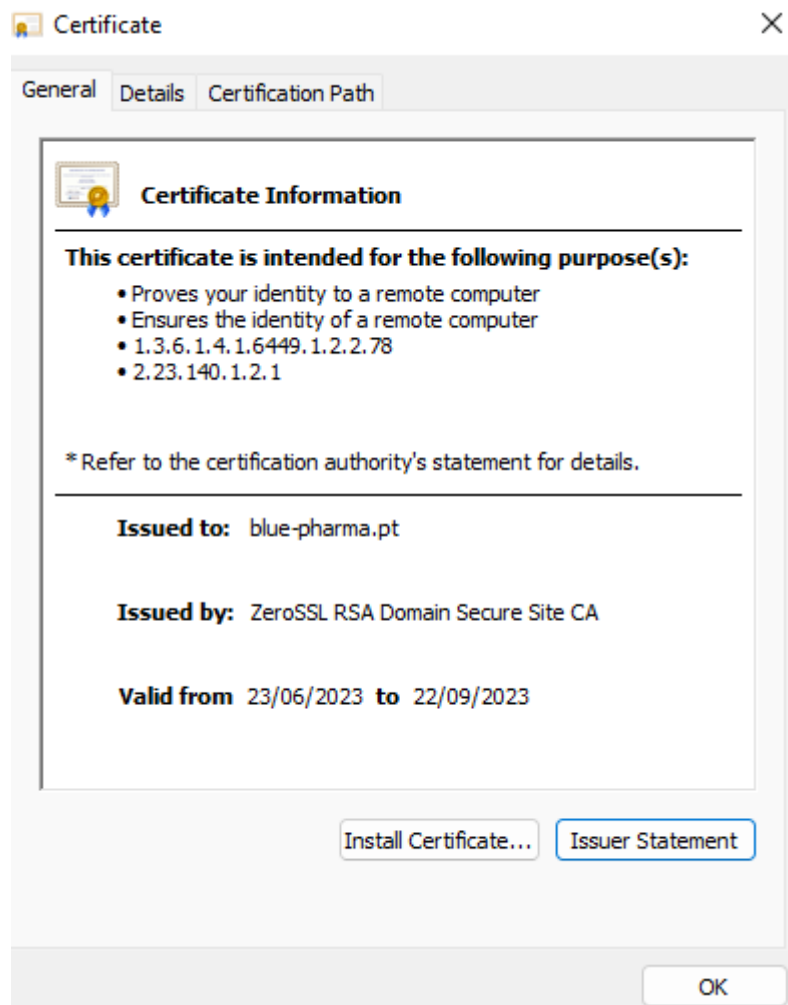 Certificate
General Details Certification Path
Certificate Information
This certificate is intended for the following purpose(s):
• Proves your identity to a remote computer
• Ensures the identity of a remote computer
• 1.3.6.1.4.1.6449.1.2.2.78
• 2.23.140.1.2.1
* Refer to the certification authority's statement for details.
Issued to: blue-pharma.pt
Issued by: ZeroSSL RSA Domain Secure Site CA
Valid from 23/06/2023 to 22/09/2023
Install Certificate... Issuer Statement
OK